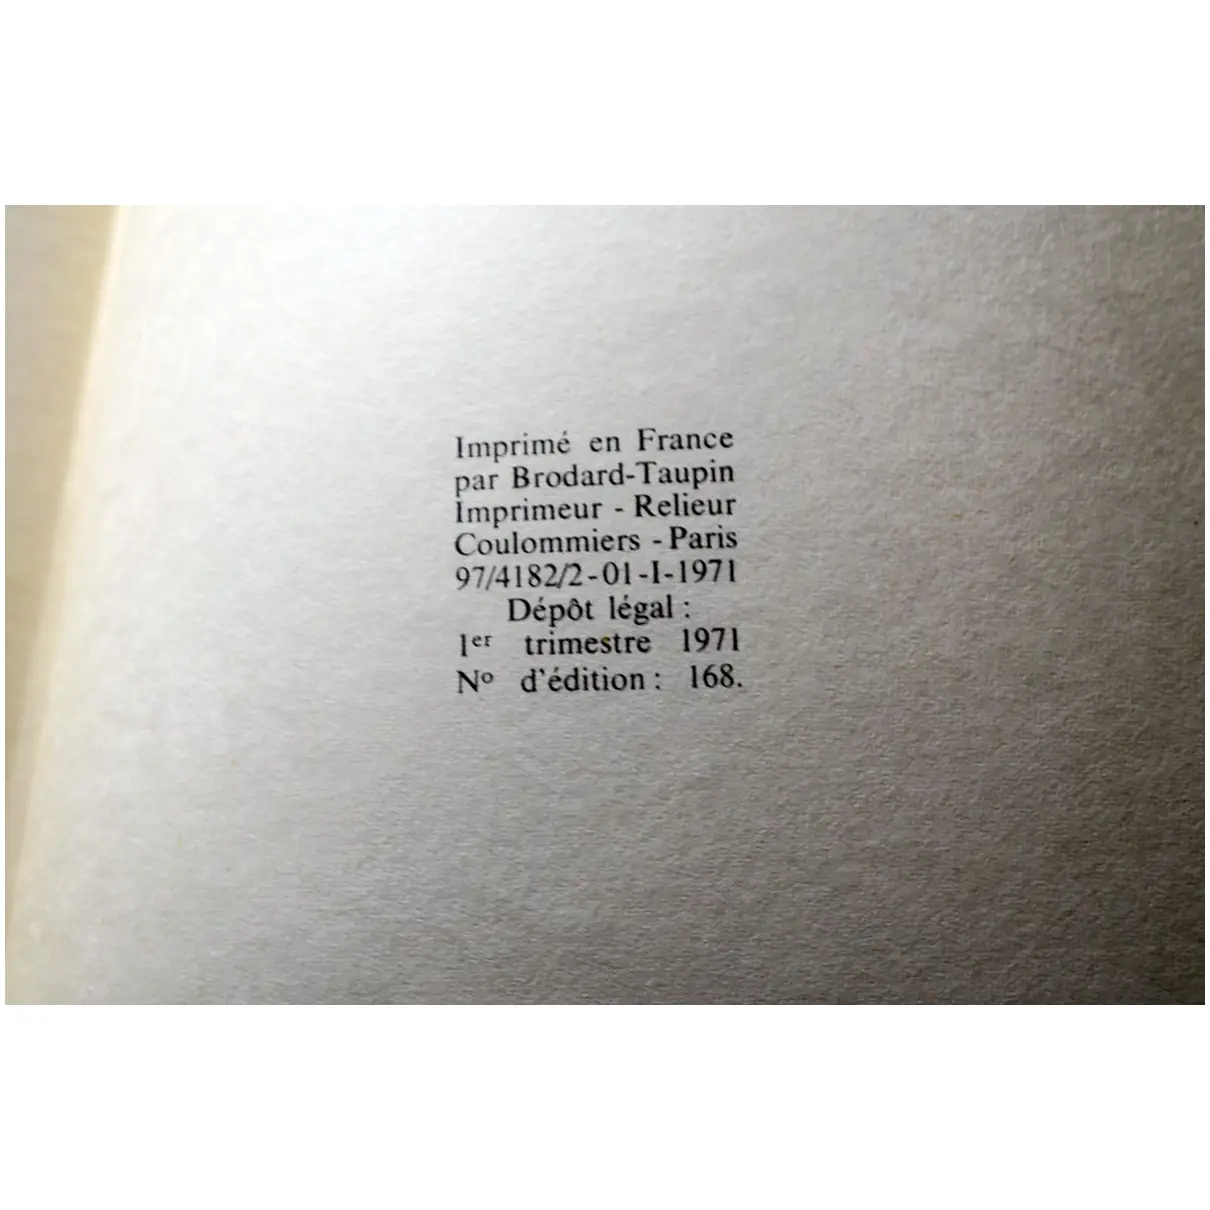 Imprimé en France
par Brodard-Taupin
Imprimeur - Relieur
Coulommiers - Paris
97/4182/2-01-I-1971
Dépôt légal :
1er trimestre 1971
Nº d'édition : 168.